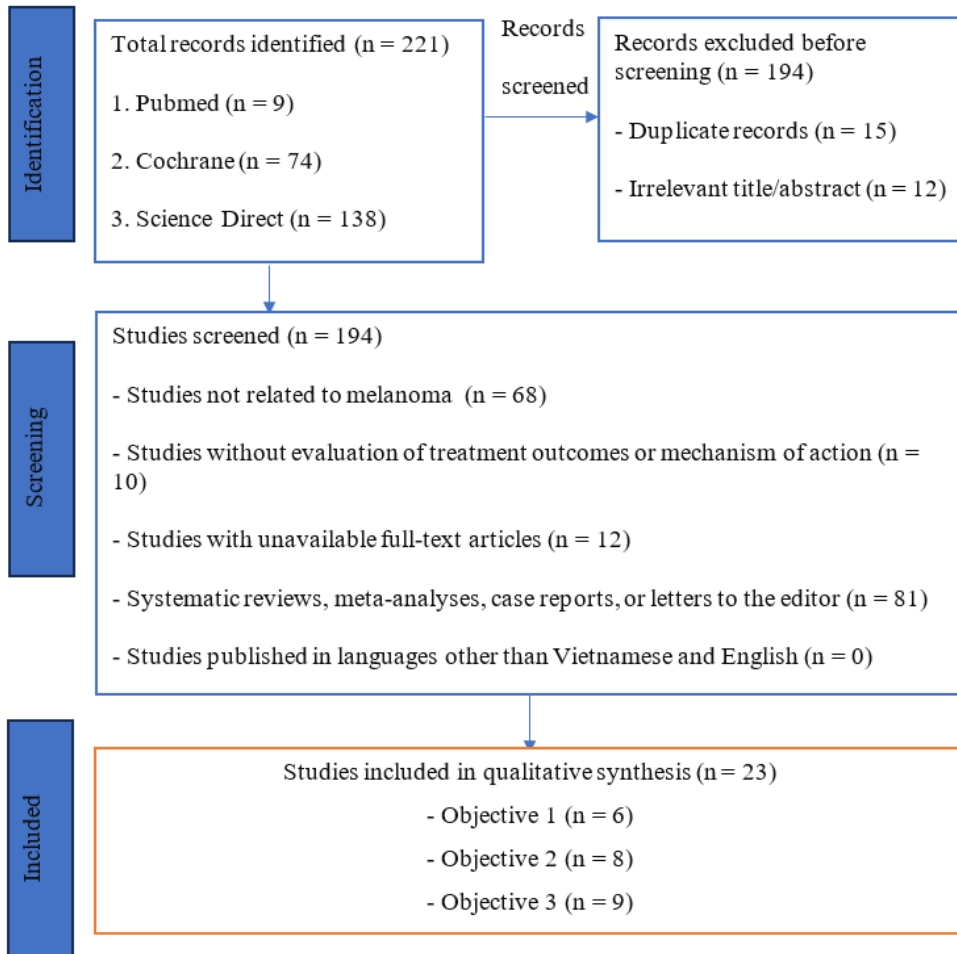 Identification
Total records identified (n = 221)
1. Pubmed (n = 9)
2. Cochrane (n = 74)
3. Science Direct (n = 138)
Records
screened
Records excluded before
screening (n = 194)
- Duplicate records (n = 15)
- Irrelevant title/abstract (n = 12)
Screening
Studies screened (n = 194)
- Studies not related to melanoma (n = 68)
- Studies without evaluation of treatment outcomes or mechanism of action (n =
10)
- Studies with unavailable full-text articles (n = 12)
- Systematic reviews, meta-analyses, case reports, or letters to the editor (n = 81)
- Studies published in languages other than Vietnamese and English (n = 0)
Included
Studies included in qualitative synthesis (n = 23)
- Objective 1 (n = 6)
- Objective 2 (n = 8)
- Objective 3 (n = 9)